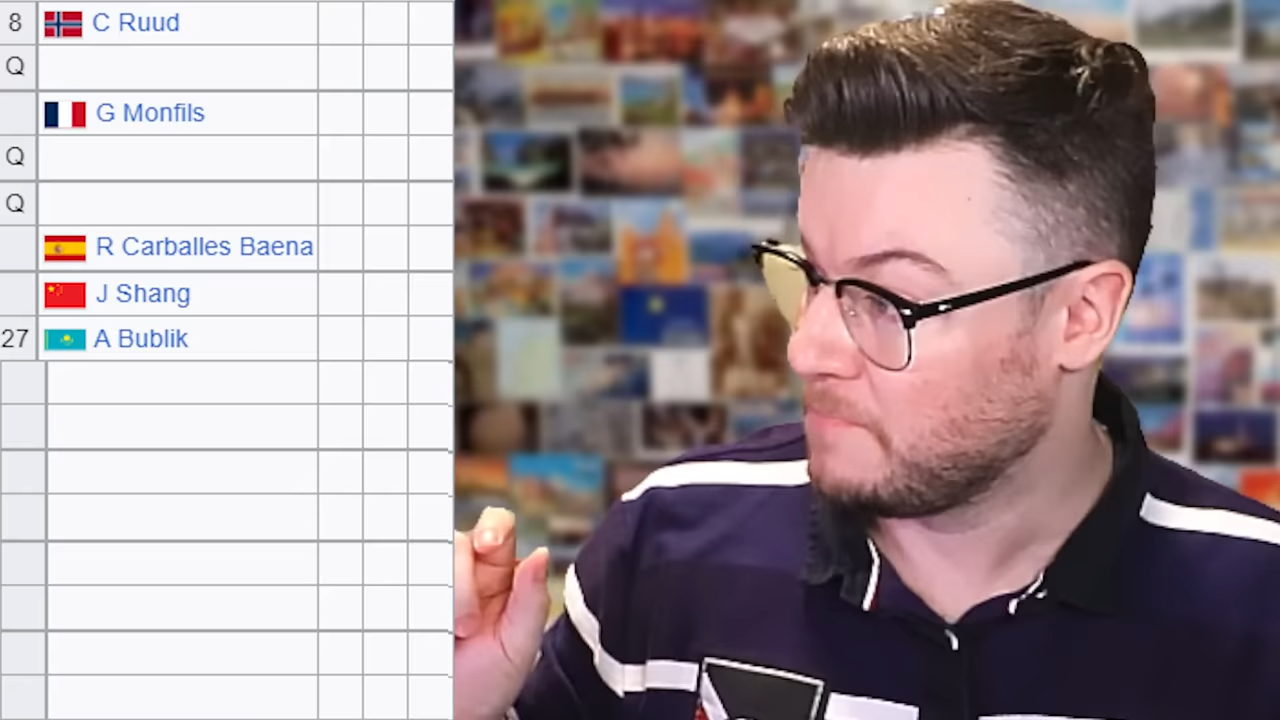 8 C Ruud
Q
G Monfils
Q
Q
R Carballes Baena
J Shang
27 A Bublik